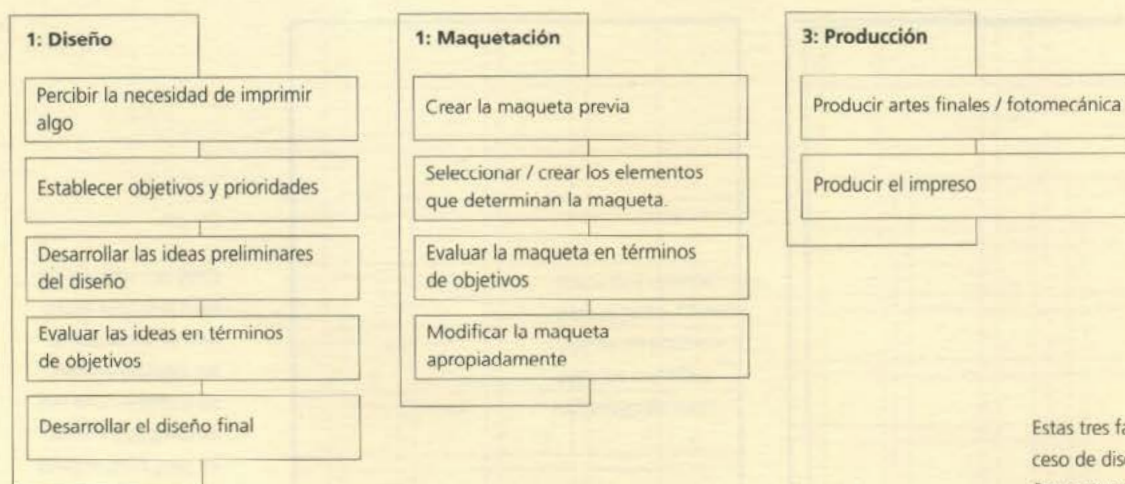 1: Diseño
Percibir la necesidad de imprimir
algo
Establecer objetivos y prioridades
Desarrollar las ideas preliminares
del diseño
Evaluar las ideas en términos
de objetivos
Desarrollar el diseño final
1: Maquetación
Crear la maqueta previa
Seleccionar / crear los elementos
que determinan la maqueta.
Evaluar la maqueta en términos
de objetivos
Modificar la maqueta
apropiadamente
3: Producción
Producir artes finales / fotomecánica
Producir el impreso
Estas tres
ceso de